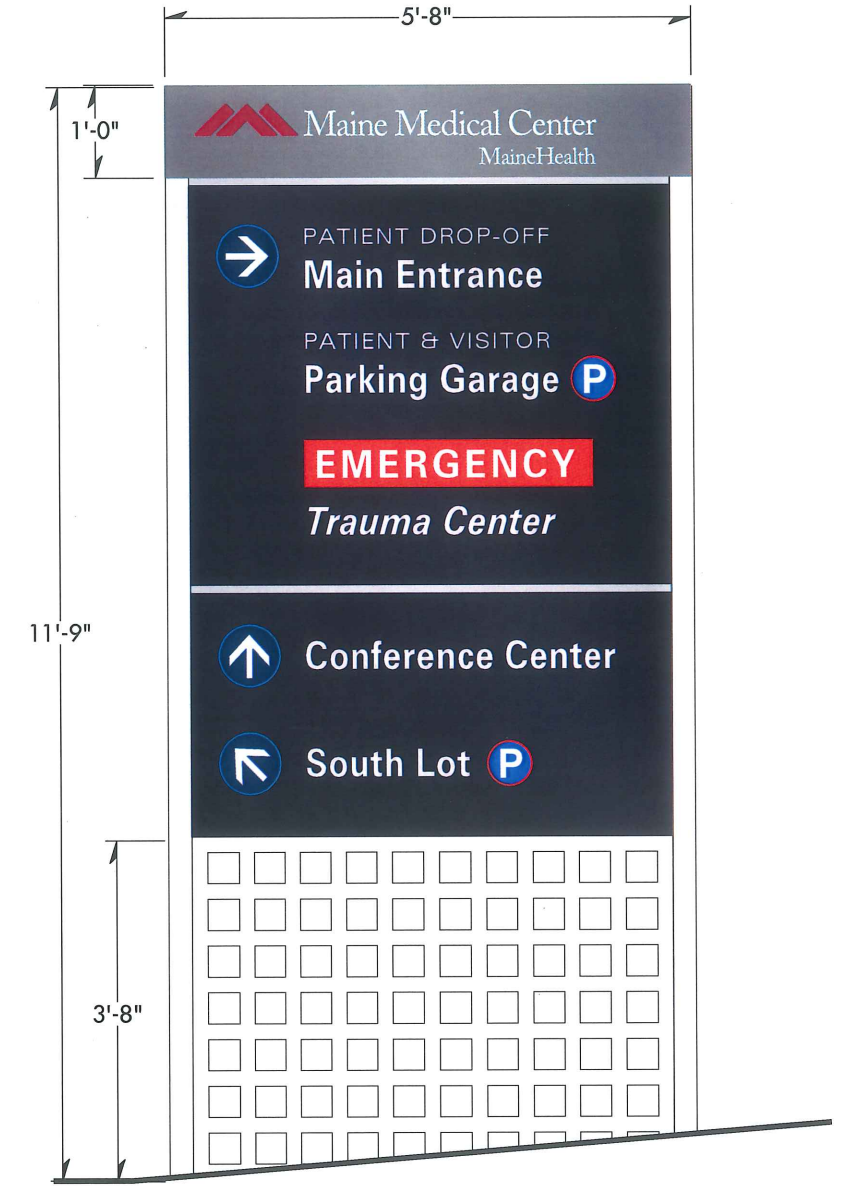 5'-8"
1'-0"
Maine Medical Center
MaineHealth
PATIENT DROP-OFF
Main Entrance
PATIENT & VISITOR
Parking Garage P
EMERGENCY
Trauma Center
11'-9"
Conference Center
South Lot P
3'-8"